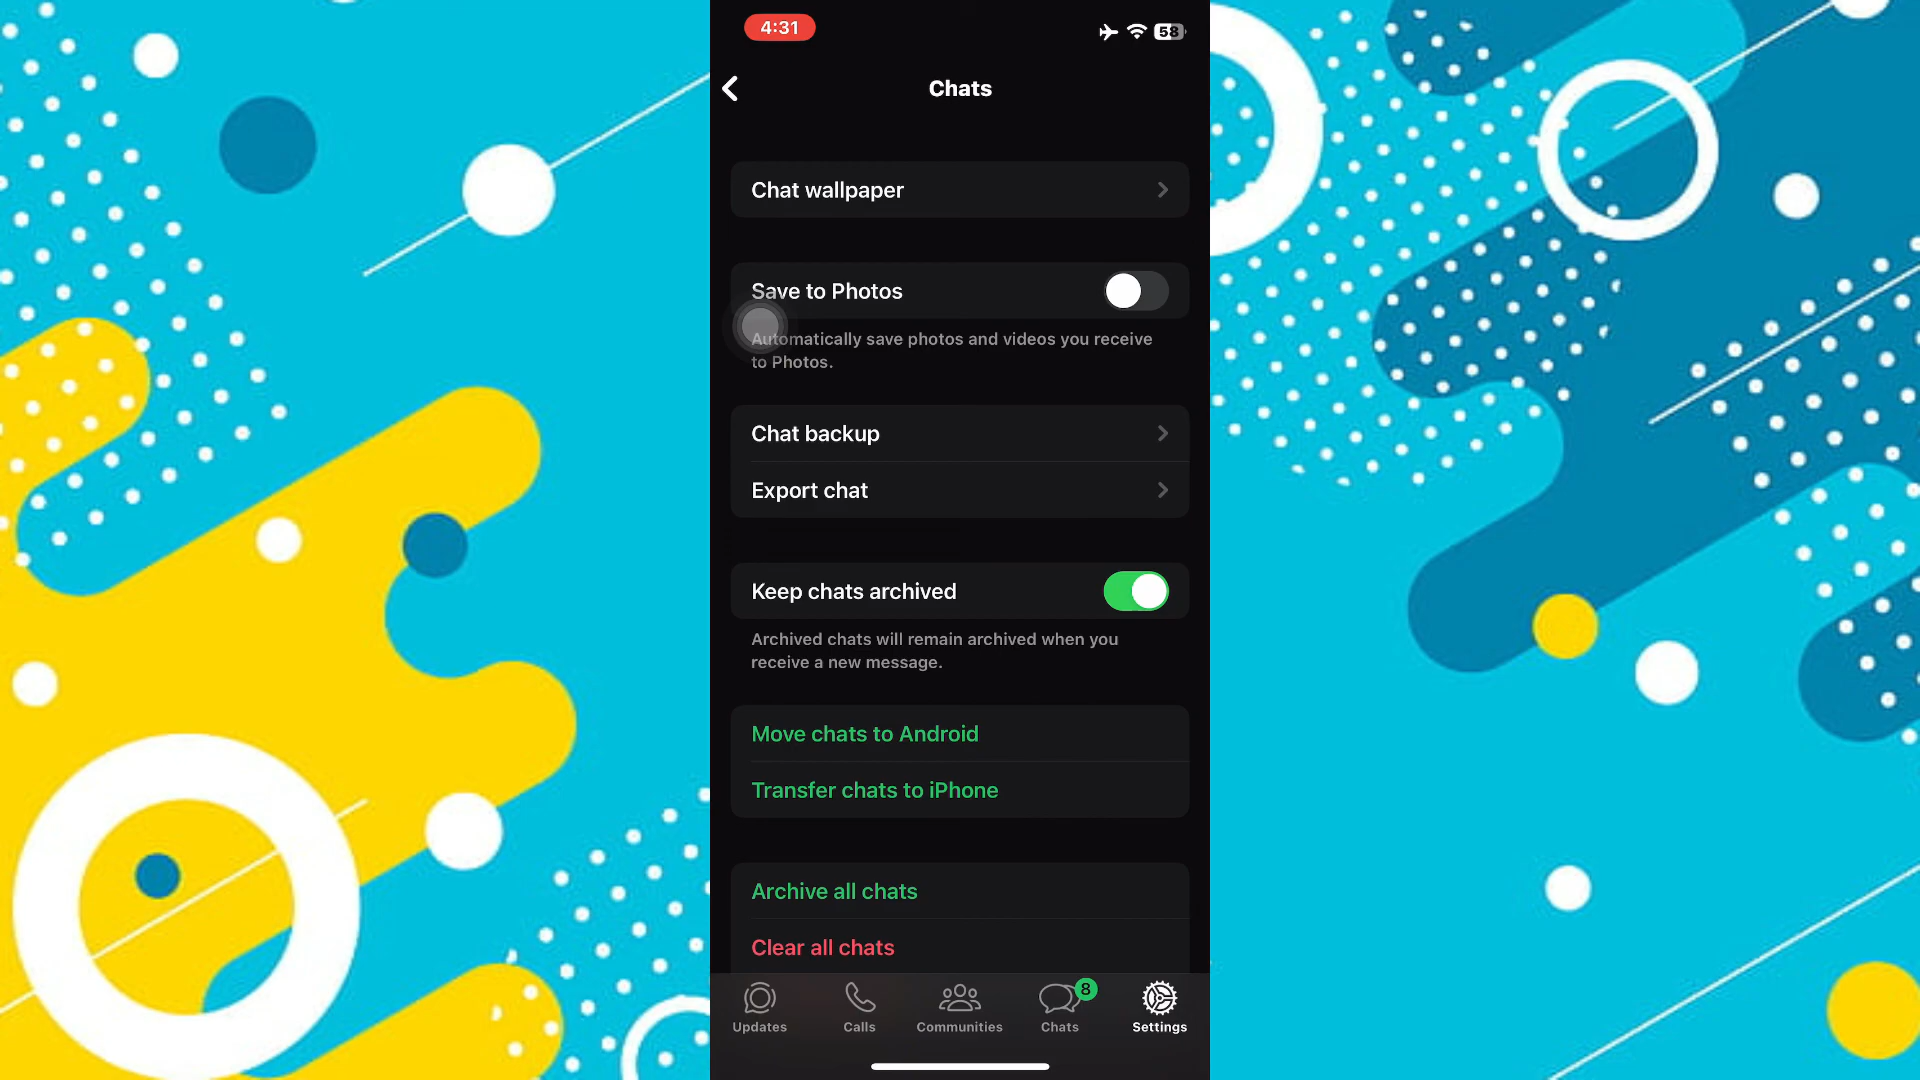 4:31
58
Chats
Chat wallpaper
Save to Photos
Automatically save photos and videos you receive
to Photos.
Chat backup
Export chat
Keep chats archived
Archived chats will remain archived when you
receive a new message.
Move chats to Android
Transfer chats to iPhone
Archive all chats
Clear all chats
8
Updates
Calls
Communities
Chats
Settings